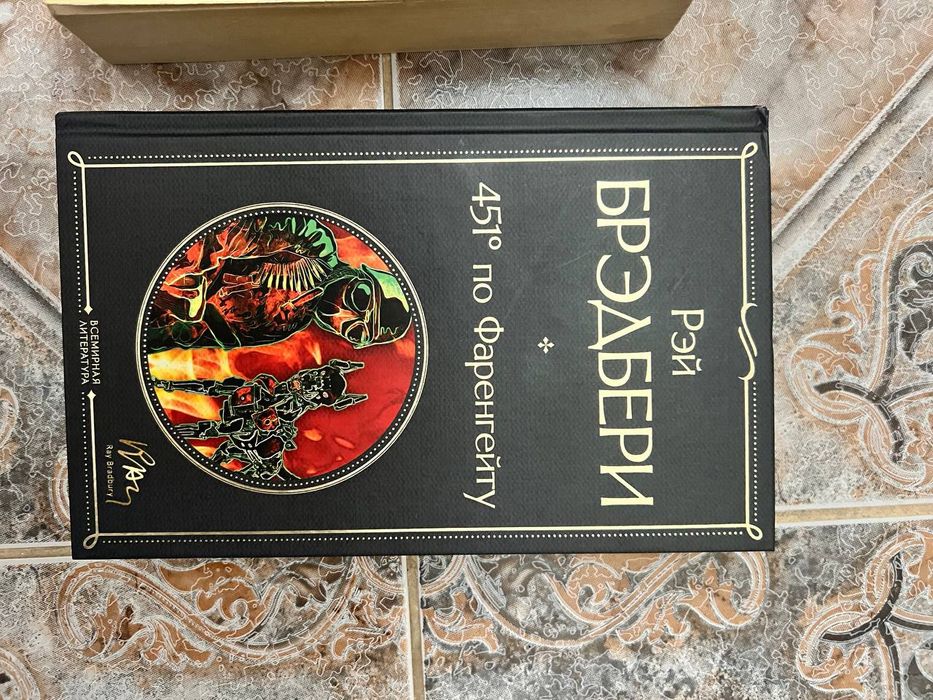 РЭЙ
БРЭДБЕРИ
451° по Фаренгейту
ВСЕМИРНАЯ
ЛИТЕРАТУРА
Ray Bradbury